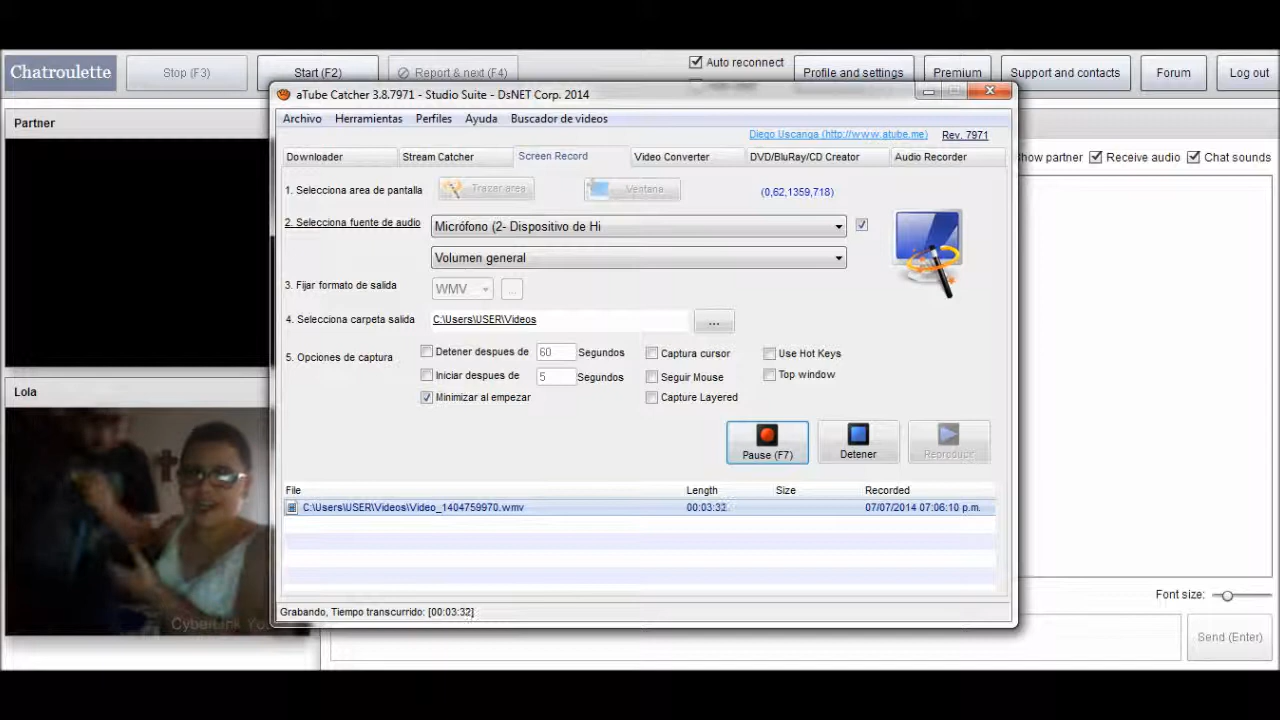 Chatroulette
Stop (F3)
Start (F2)
Report & next (F4)
Auto reconnect
Profile and settings
Premium
Support and contacts
Forum
Log out
aTube Catcher 3.8.7971 - Studio Suite - DsNET Corp. 2014
Archivo Herramientas Perfiles Ayuda Buscador de videos
Diego Uscanga (http://www.atube.me) Rev. 7971
Partner
Downloader Stream Catcher Screen Record Video Converter DVD/BluRay/CD Creator Audio Recorder
partner Receive audio Chat sounds
1. Selecciona area de pantalla Trazar area Ventana (0,62,1359,718)
2. Selecciona fuente de audio Micrófono (2- Dispositivo de Hi
Volumen general
3. Fijar formato de salida WMV ...
4. Selecciona carpeta salida C:\Users\USER\Videos ...
5. Opciones de captura
Detener despues de 60 Segundos Captura cursor Use Hot Keys
Iniciar despues de 5 Segundos Seguir Mouse Top window
Minimizar al empezar Capture Layered
Lola
Pause (F7) Detener Reproducir
File Length Size Recorded
C:\Users\USER\Videos\Video_1404759970.wmv 00:03:32 07/07/2014 07:06:10 p.m.
Font size:
Grabando, Tiempo transcurrido: [00:03:32]
CyberLink
Send (Enter)